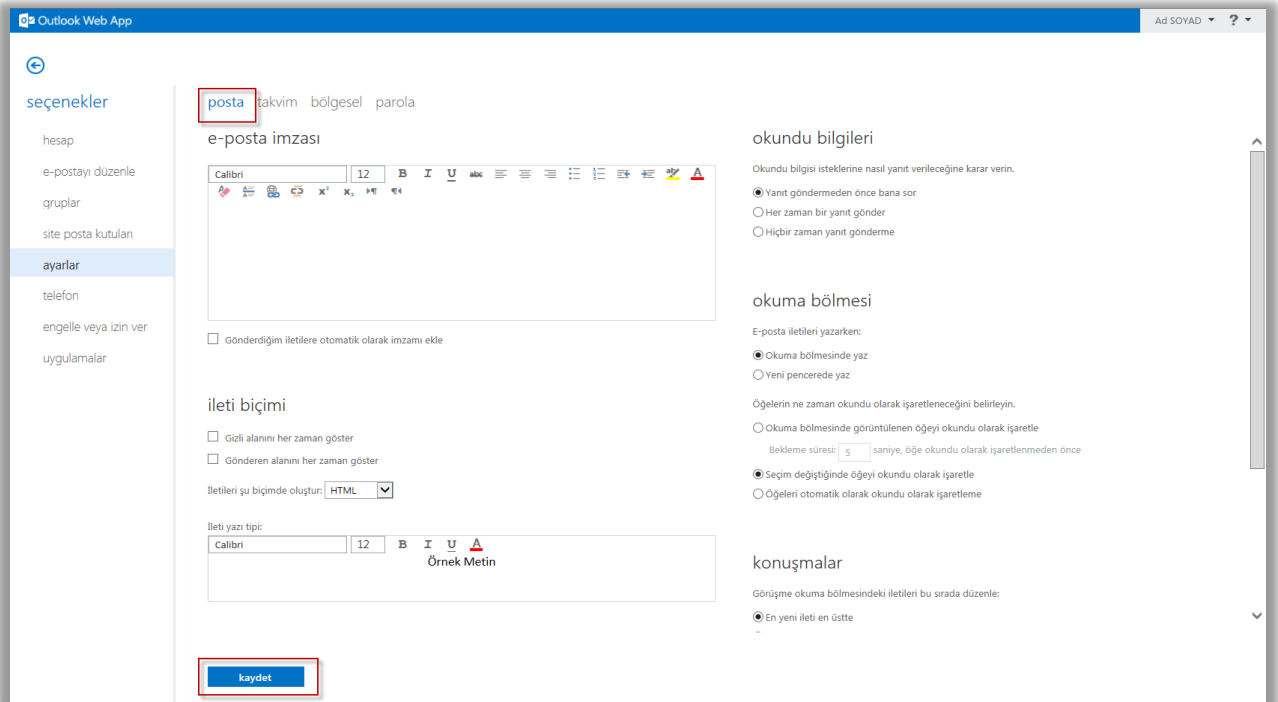 Outlook Web App
Ad SOYAD
?
seçenekler
hesap
e-postayı düzenle
gruplar
site posta kutuları
ayarlar
telefon
engelle veya izin ver
uygulamalar
posta takvim bölgesel parola
e-posta imzası
Calibri 12 B I U abc A
x² x₂
Gönderdiğim iletilere otomatik olarak imzamı ekle
ileti biçimi
Gizli alanını her zaman göster
Gönderen alanını her zaman göster
İletileri şu biçimde oluştur: HTML
İleti yazı tipi:
Calibri 12 B I U A
Örnek Metin
kaydet
okundu bilgileri
Okundu bilgisi isteklerine nasıl yanıt verileceğine karar verin.
Yanıt göndermeden önce bana sor
Her zaman bir yanıt gönder
Hiçbir zaman yanıt gönderme
okuma bölmesi
E-posta iletileri yazarken:
Okuma bölmesinde yaz
Yeni pencerede yaz
Öğelerin ne zaman okundu olarak işaretleneceğini belirleyin.
Okuma bölmesinde görüntülenen öğeyi okundu olarak işaretle
Bekleme süresi: 5 saniye, öğe okundu olarak işaretlenmeden önce
Seçim değiştiğinde öğeyi okundu olarak işaretle
Öğeleri otomatik olarak okundu olarak işaretleme
konuşmalar
Görüşme okuma bölmesindeki iletileri bu sırada düzenle:
En yeni ileti en üstte